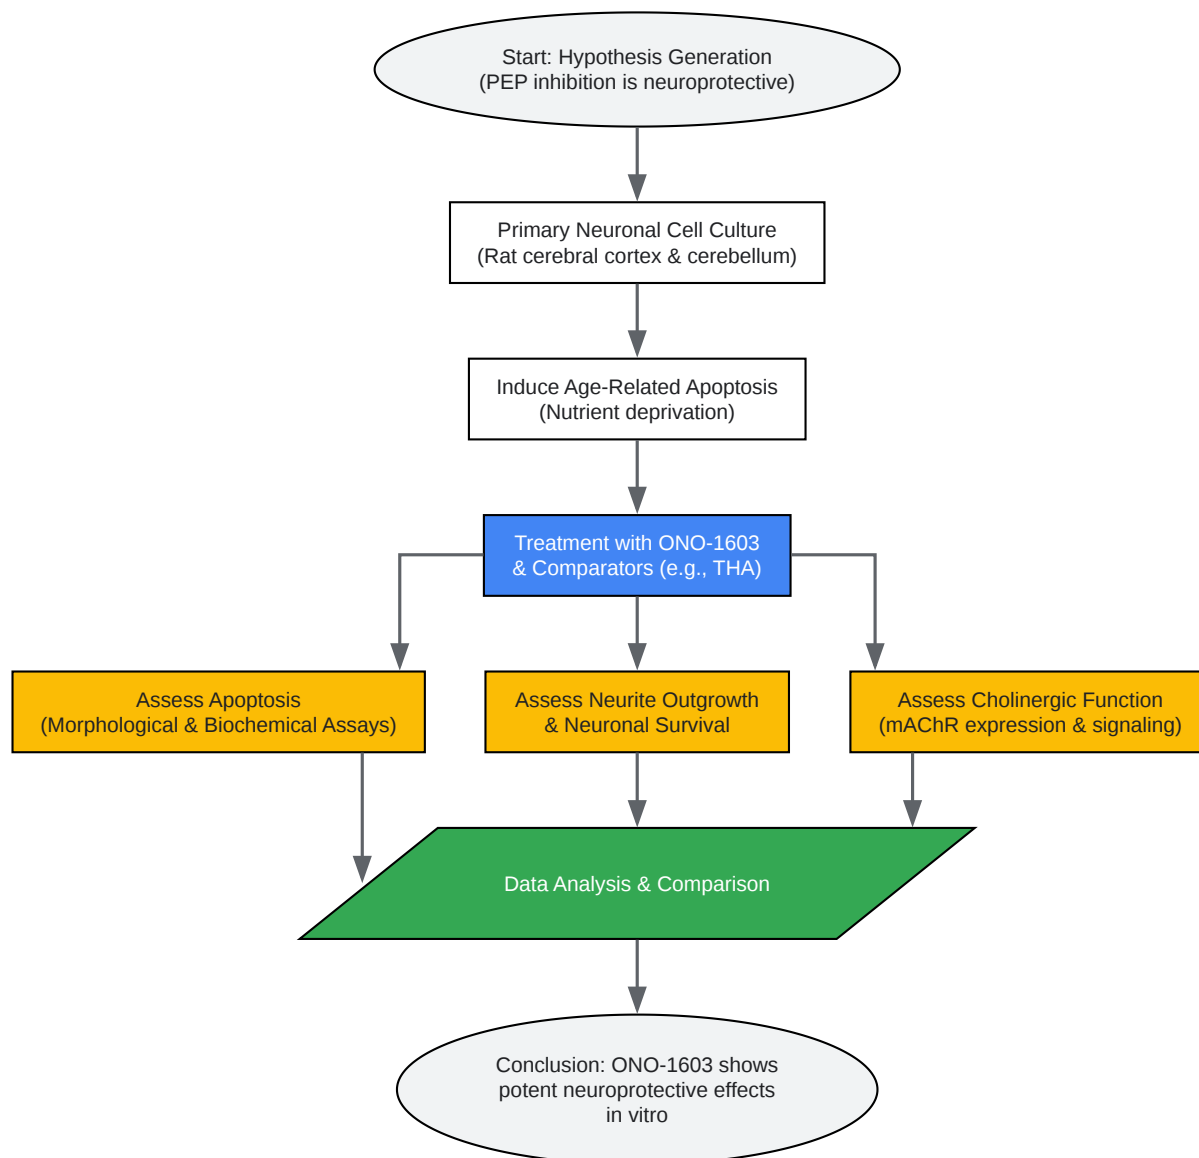 Start: Hypothesis Generation
(PEP inhibition is neuroprotective)
Primary Neuronal Cell Culture
(Rat cerebral cortex & cerebellum)
Induce Age-Related Apoptosis
(Nutrient deprivation)
Treatment with ONO-1603
& Comparators (e.g., THA)
Assess Apoptosis
(Morphological & Biochemical Assays)
Assess Neurite Outgrowth
& Neuronal Survival
Assess Cholinergic Function
(mAChR expression & signaling)
Data Analysis & Comparison
Conclusion: ONO-1603 shows
potent neuroprotective effects
in vitro